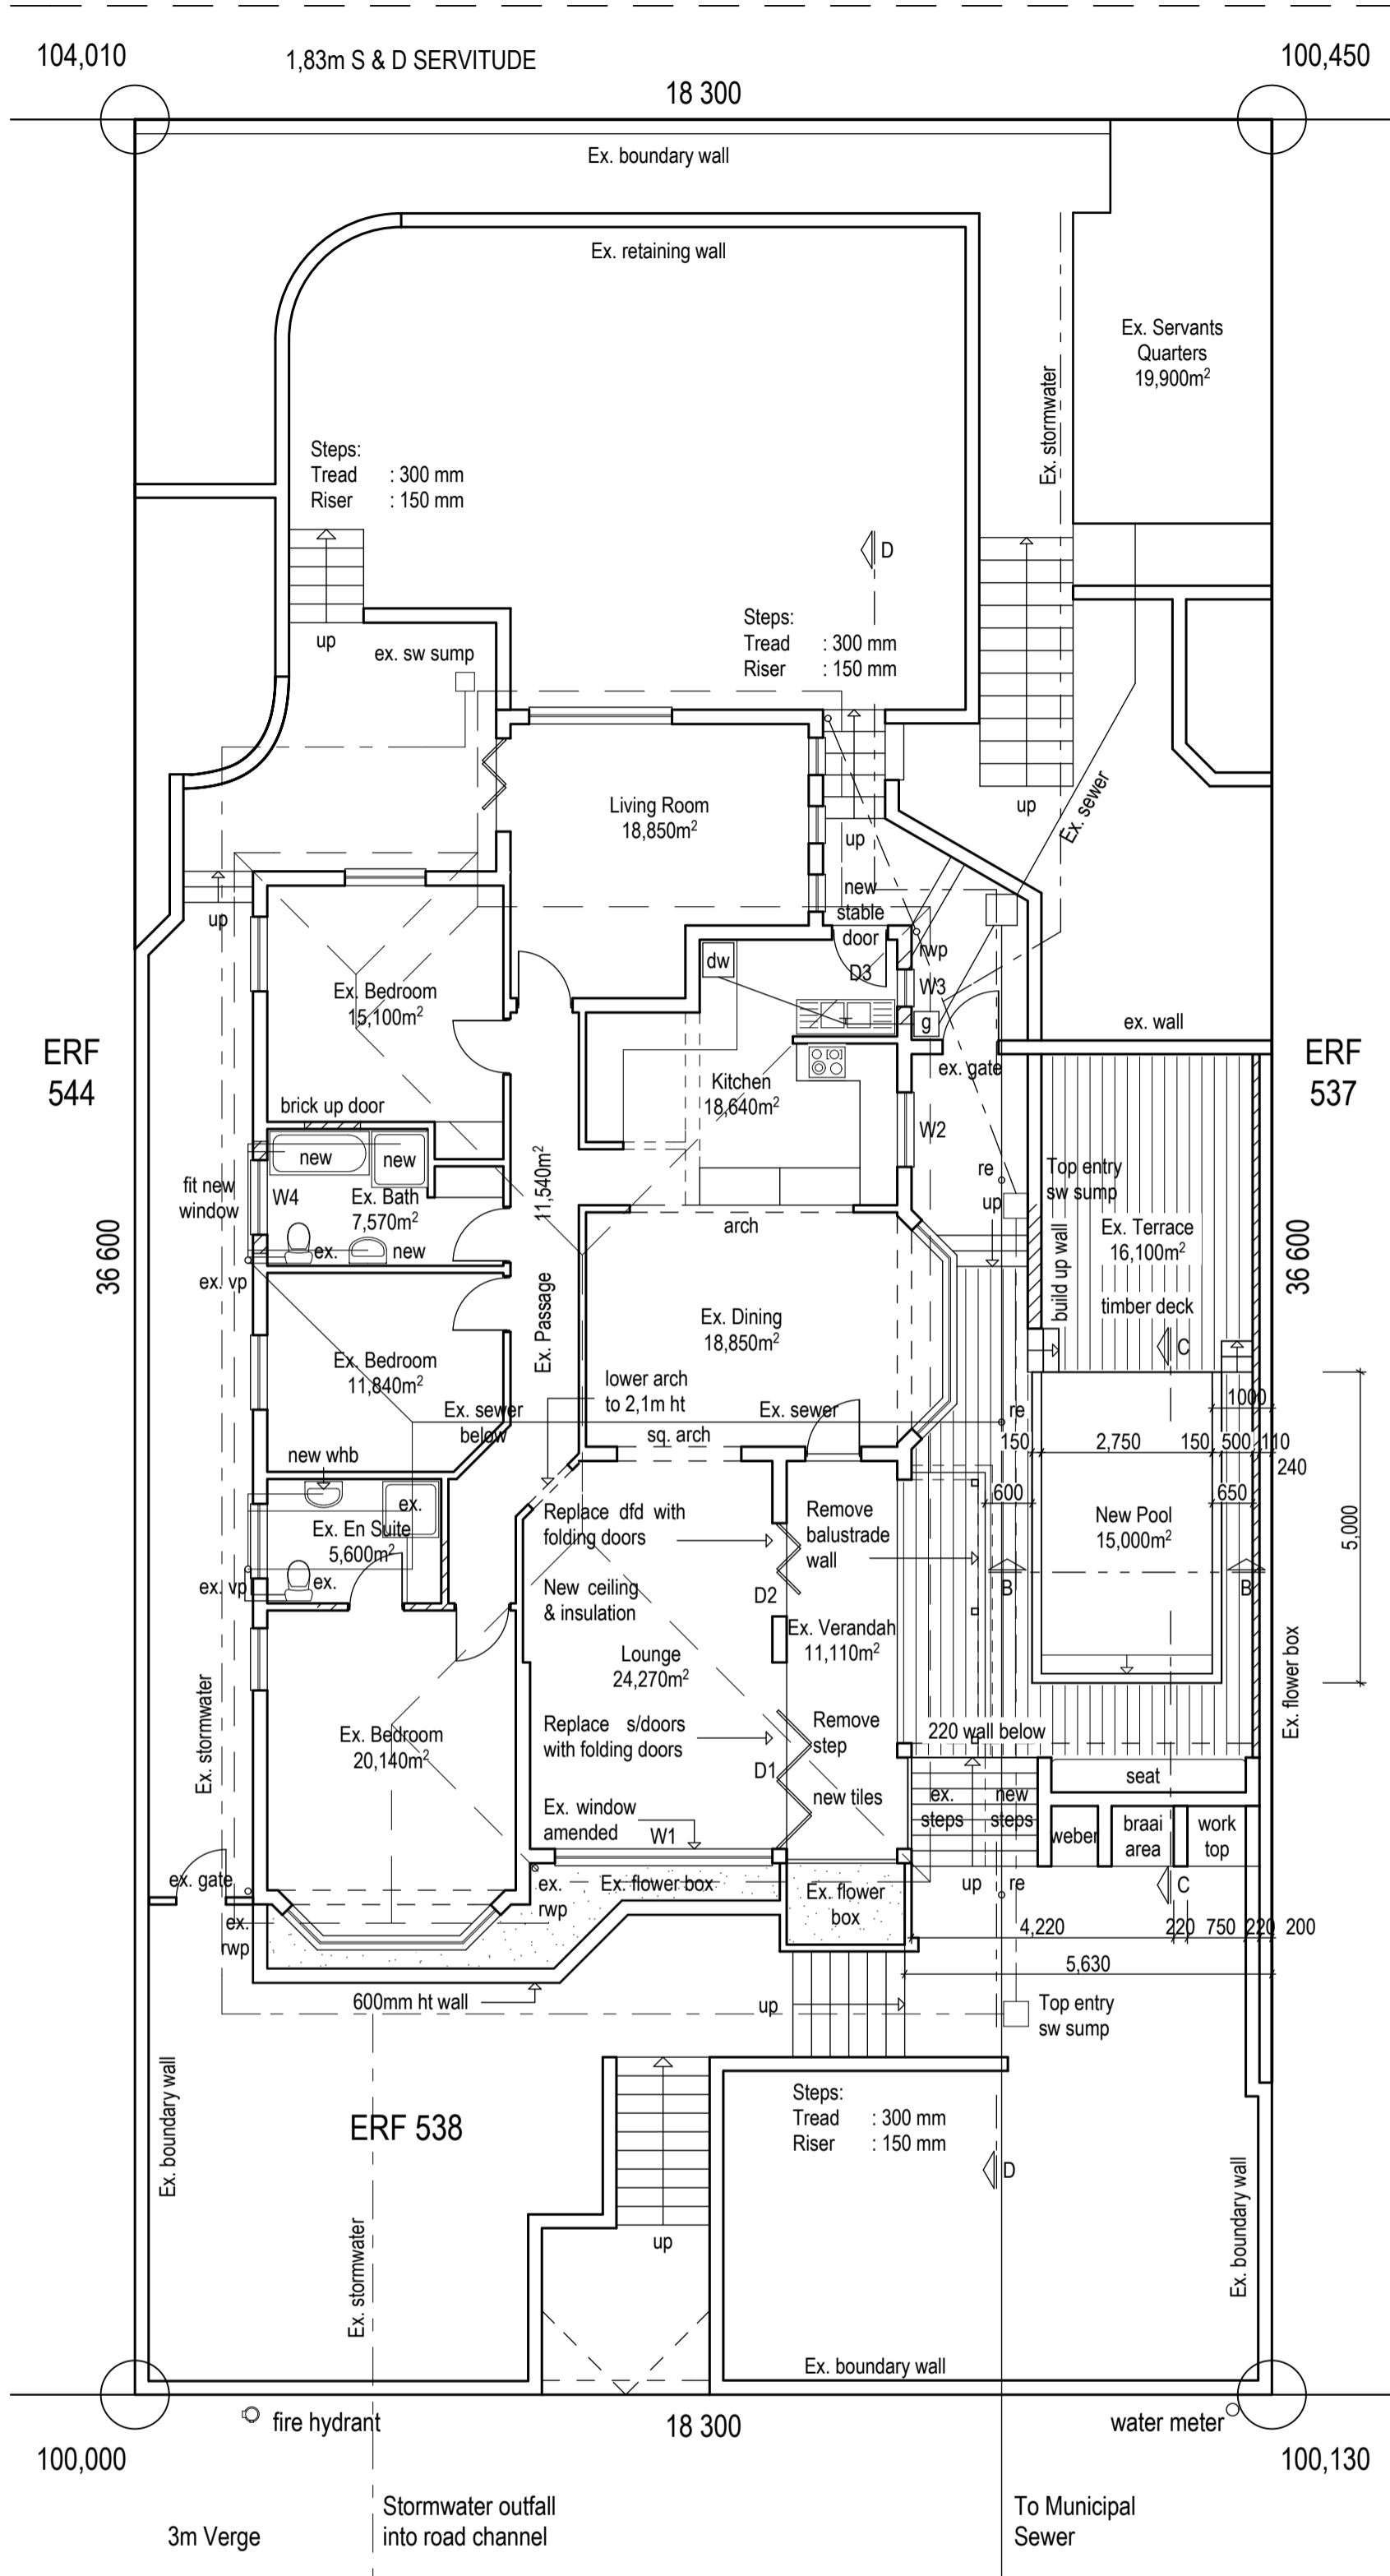 104,010
1,83m S & D SERVITUDE
18 300
100,450
Ex. boundary wall
Ex. retaining wall
Ex. Servants
Quarters
19,900m²
Ex. stormwater
Steps:
Tread : 300 mm
Riser : 150 mm
D
up
ex. sw sump
Steps:
Tread : 300 mm
Riser : 150 mm
Living Room
18,850m²
up
up
Ex. sewer
up
new
stable
door
D3
rwp
W3
dw
g
Ex. Bedroom
15,100m²
ERF
544
ex. wall
ERF
537
ex. gate
Kitchen
18,640m²
brick up door
W2
new
new
11,540m²
fit new
window
W4
Ex. Bath
7,570m²
ex.
new
re
up
Top entry
sw sump
arch
Ex. Terrace
16,100m²
build up wall
36 600
36 600
ex. vp
timber deck
Ex. Passage
Ex. Dining
18,850m²
C
Ex. Bedroom
11,840m²
lower arch
to 2,1m ht
Ex. sewer
below
Ex. sewer
re
1000
sq. arch
150
2,750
150
500
110
240
new whb
600
650
ex.
Ex. En Suite
5,600m²
Replace dfd with
folding doors
Remove
balustrade
wall
New Pool
15,000m²
5,000
ex. vp
ex.
New ceiling
& insulation
D2
B
B
Ex. Verandah
11,110m²
Lounge
24,270m²
Ex. flower box
Ex. stormwater
Ex. Bedroom
20,140m²
Replace s/doors
with folding doors
Remove
step
220 wall below
D1
seat
new tiles
ex.
steps
new
steps
Ex. window
amended
W1
weber
braai
area
work
top
ex. gate
ex.
rwp
Ex. flower box
Ex. flower
box
up
re
C
ex.
rwp
4,220
220
750
220
200
5,630
600mm ht wall
up
Top entry
sw sump
Ex. boundary wall
ERF 538
Steps:
Tread : 300 mm
Riser : 150 mm
D
Ex. boundary wall
Ex. stormwater
up
Ex. boundary wall
fire hydrant
18 300
water meter
100,000
100,130
3m Verge
Stormwater outfall
into road channel
To Municipal
Sewer